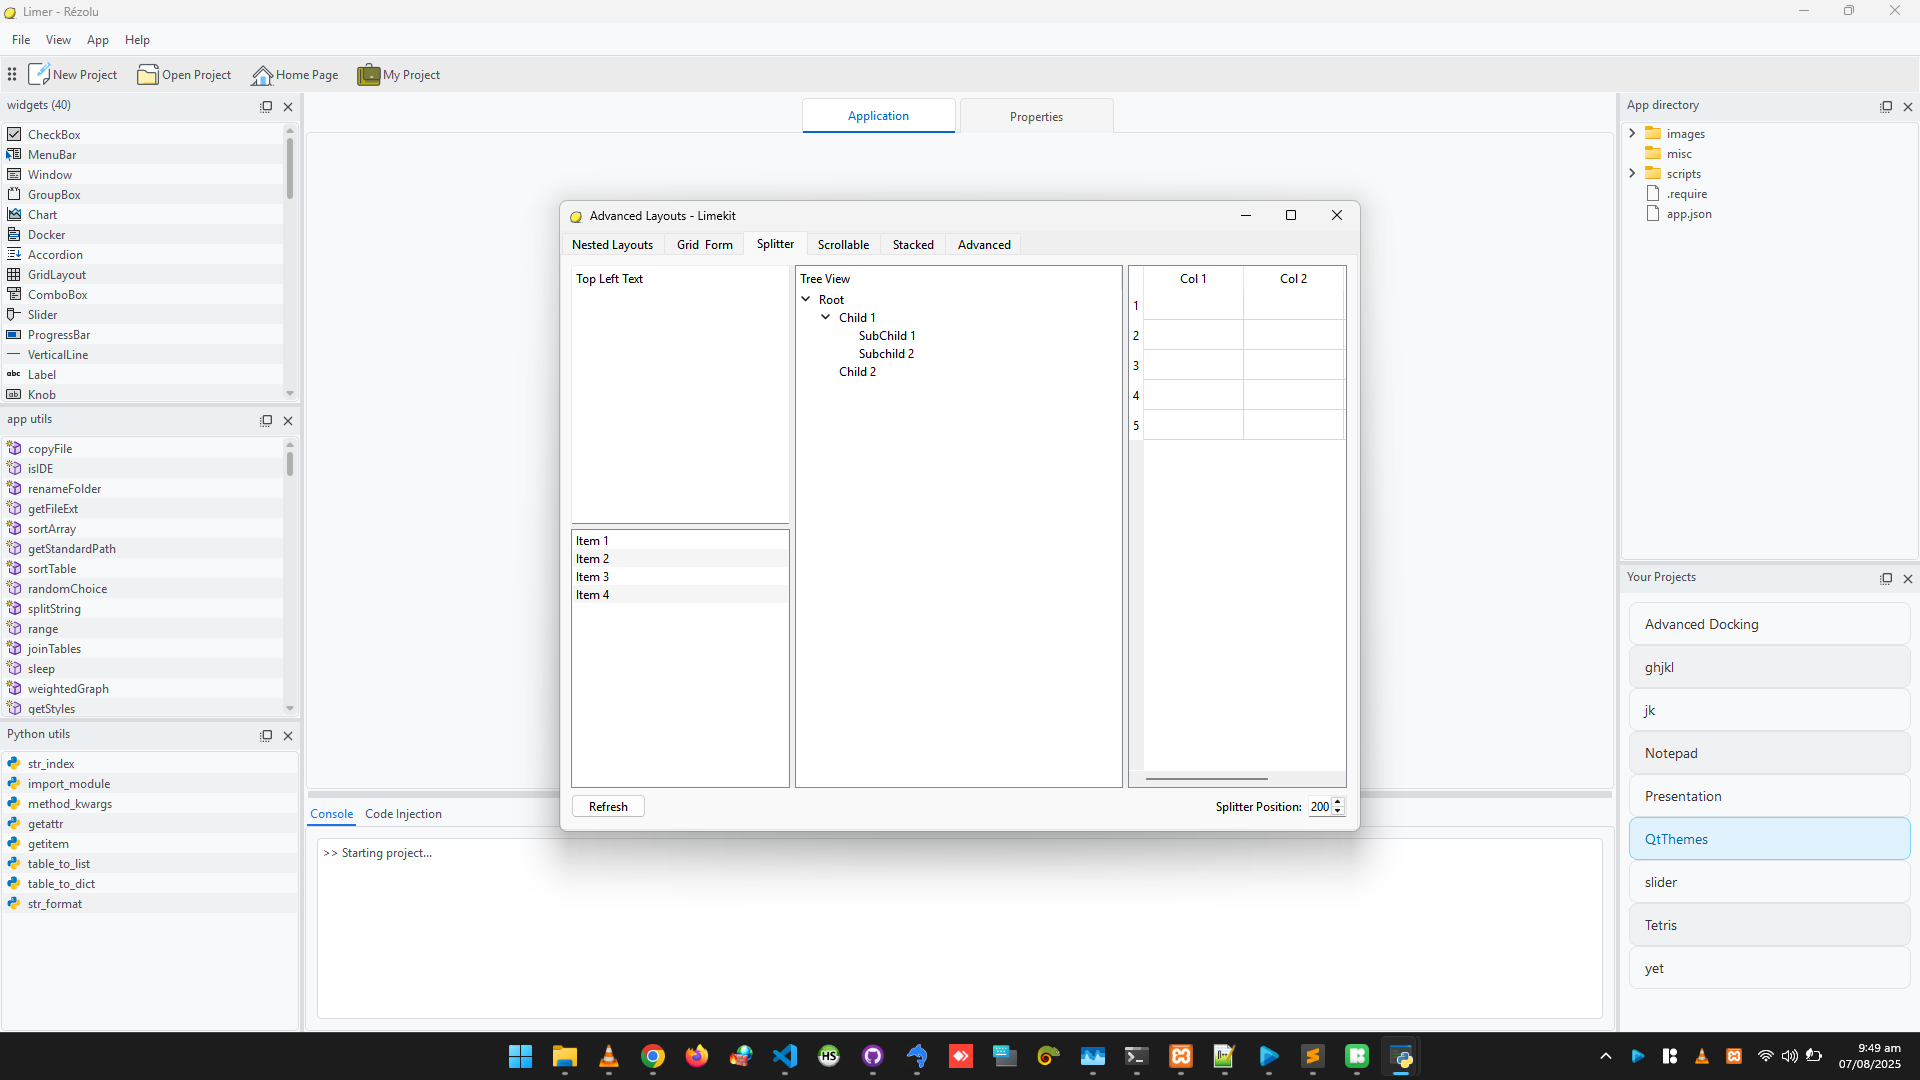 Limer - Rézolu
File View App Help
New Project Open Project Home Page My Project
widgets (40)
CheckBox
MenuBar
Window
GroupBox
Chart
Docker
Accordion
GridLayout
ComboBox
Slider
ProgressBar
VerticalLine
abc Label
ab Knob
app utils
copyFile
isIDE
renameFolder
getFileExt
sortArray
getStandardPath
sortTable
randomChoice
splitString
range
joinTables
sleep
weightedGraph
getStyles
Python utils
str_index
import_module
method_kwargs
getattr
getitem
table_to_list
table_to_dict
str_format
Application Properties
Advanced Layouts - Limekit
Nested Layouts Grid Form Splitter Scrollable Stacked Advanced
Top Left Text
Item 1
Item 2
Item 3
Item 4
Tree View
Root
Child 1
SubChild 1
Subchild 2
Child 2
Col 1 Col 2
1
2
3
4
5
Refresh Splitter Position: 200
Console Code Injection
>> Starting project...
App directory
images
misc
scripts
.require
app.json
Your Projects
Advanced Docking
ghjkl
jk
Notepad
Presentation
QtThemes
slider
Tetris
yet
HS
9:49 am
07/08/2025